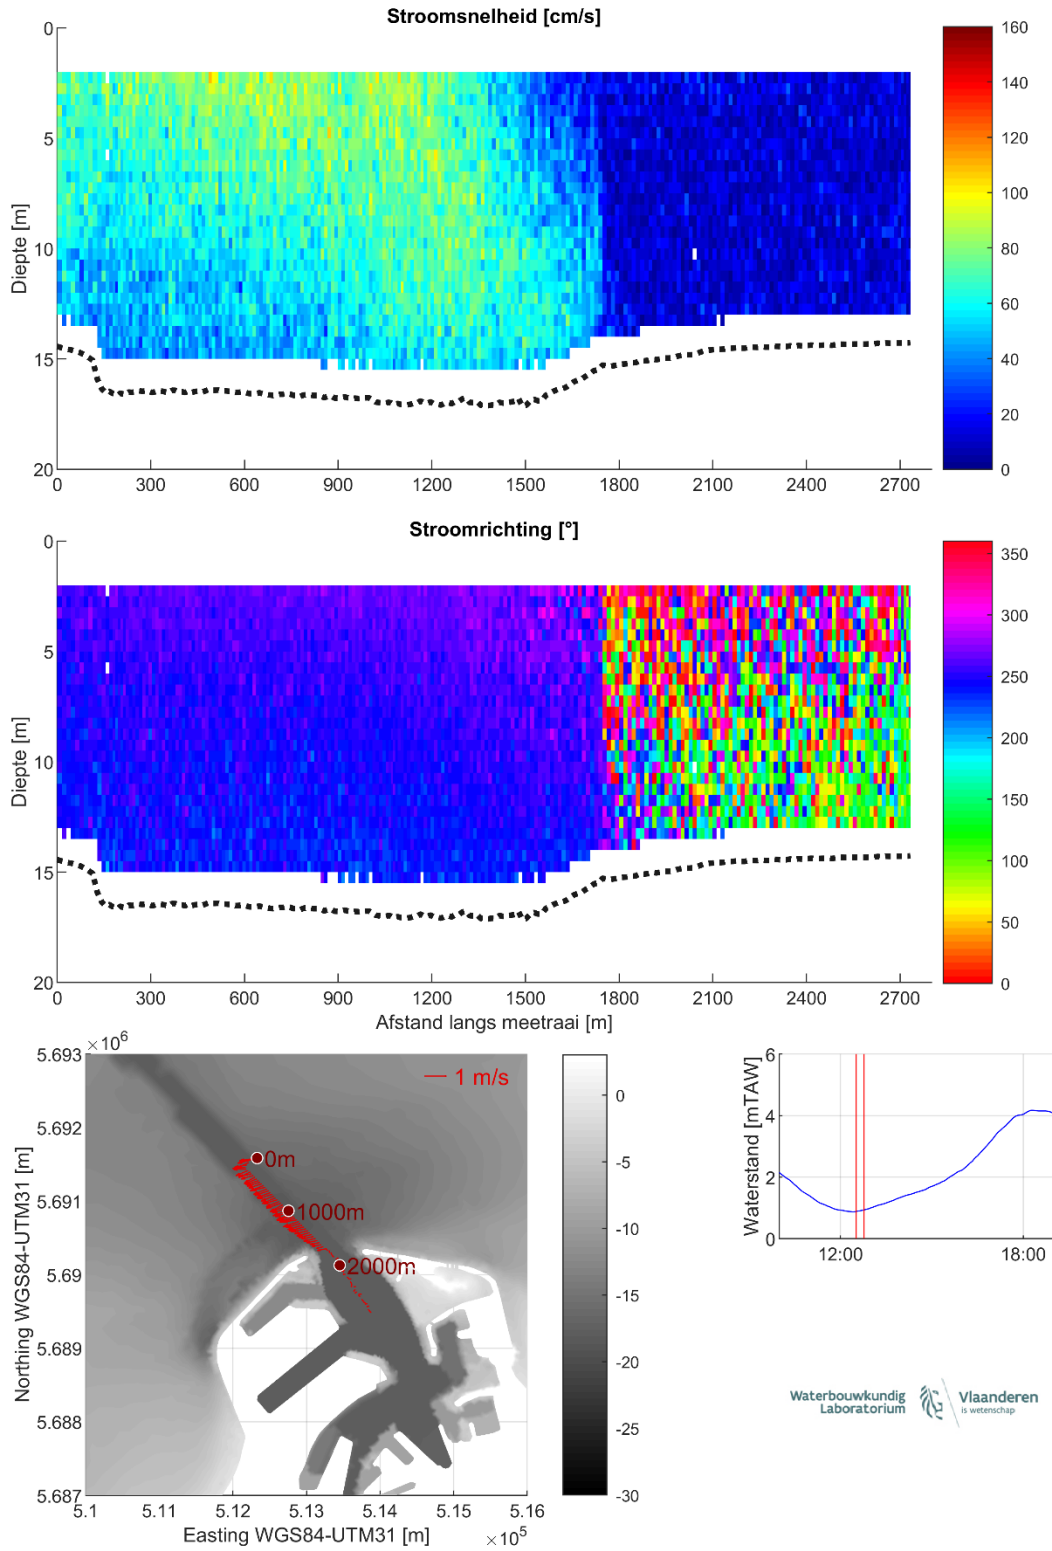 Stroomsnelheid [cm/s]
Diepte [m]
0
5
10
15
20
0 300 600 900 1200 1500 1800 2100 2400 2700
160
140
120
100
80
60
40
20
0
Stroomrichting [°]
Diepte [m]
0
5
10
15
20
0 300 600 900 1200 1500 1800 2100 2400 2700
Afstand langs meetraai [m]
350
300
250
200
150
100
50
0
×10⁶
5.693
5.692
5.691
5.69
5.689
5.688
5.687
Northing WGS84-UTM31 [m]
1 m/s
0m
1000m
2000m
5.1 5.11 5.12 5.13 5.14 5.15 5.16
Easting WGS84-UTM31 [m]
×10⁵
0
-5
-10
-15
-20
-25
-30
Waterstand [mTAW]
6
4
2
0
12:00 18:00
Waterbouwkundig
Laboratorium
Vlaanderen
is wetenschap